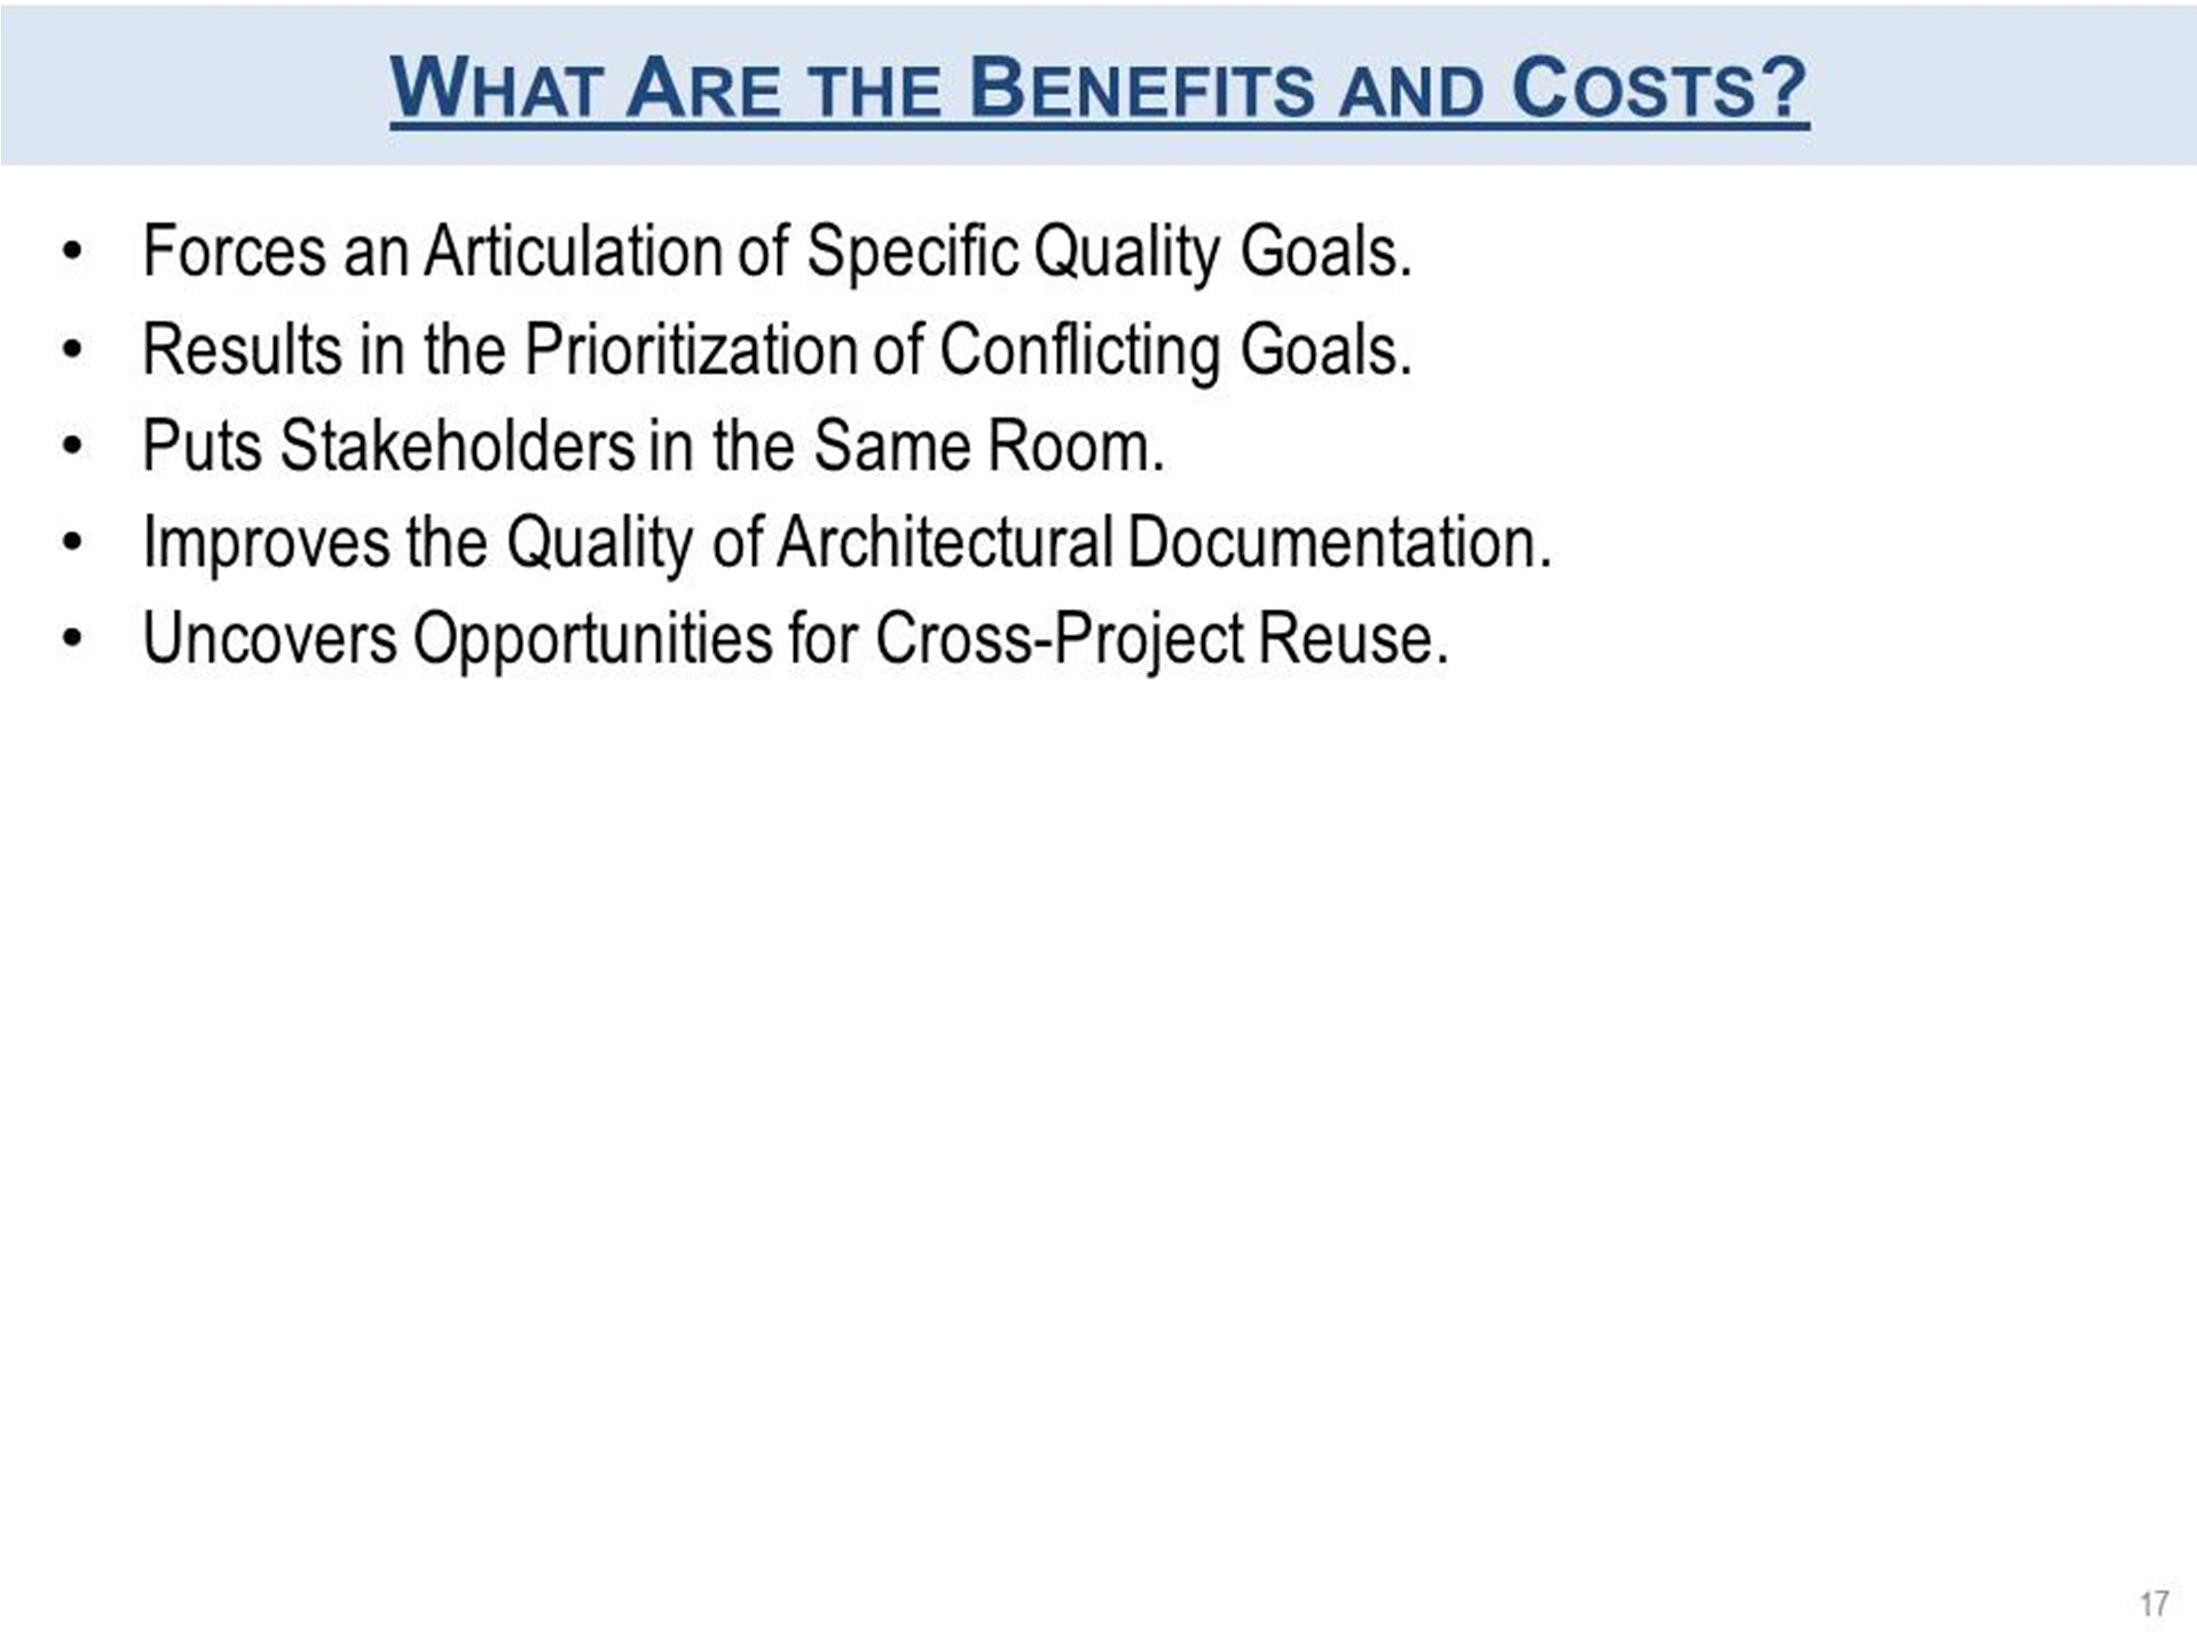 WHAT ARE THE BENEFITS AND COSTS?
• Forces an Articulation of Specific Quality Goals.
• Results in the Prioritization of Conflicting Goals.
• Puts Stakeholders in the Same Room.
• Improves the Quality of Architectural Documentation.
• Uncovers Opportunities for Cross-Project Reuse.
17